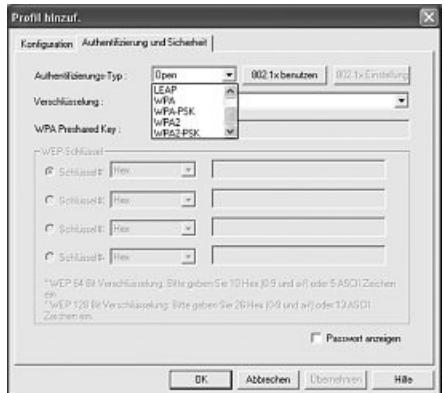 Profil hinzuf.
Konfiguration Authentifizierung und Sicherheit
Authentifizierungs-Typ : Open 802.1x benutzen 802.1x Einstellung
LEAP
WPA
WPA-PSK
WPA2
WPA2-PSK
Verschlüsselung :
WPA Preshared Key :
WEP-Schlüssel
Schlüssel#: Hex
Schlüssel#: Hex
Schlüssel#: Hex
Schlüssel#: Hex
*WEP 64 Bit Verschlüsselung: Bitte geben Sie 10 Hex (0-9 und a-f) oder 5 ASCII Zeichen
ein.
*WEP 128 Bit Verschlüsselung: Bitte geben Sie 26 Hex (0-9 und a-f) oder 13 ASCII
Zeichen ein.
Passwort anzeigen
OK Abbrechen Übernehmen Hilfe